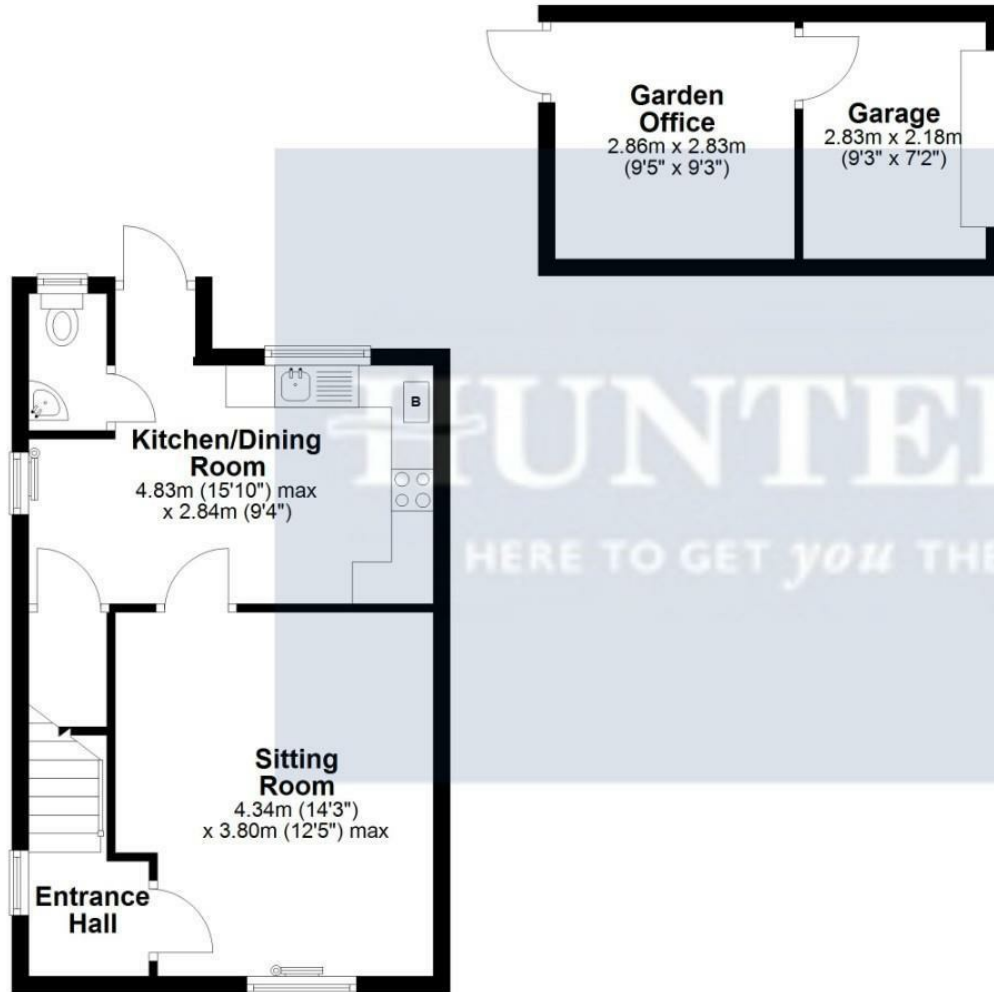 Garden
Office
2.86m x 2.83m
(9'5" x 9'3")
Garage
2.83m x 2.18m
(9'3" x 7'2")
Kitchen/Dining
Room
4.83m (15'10") max
x 2.84m (9'4")
B
HUNTE
HERE TO GET you THE
Sitting
Room
4.34m (14'3")
x 3.80m (12'5") max
Entrance
Hall